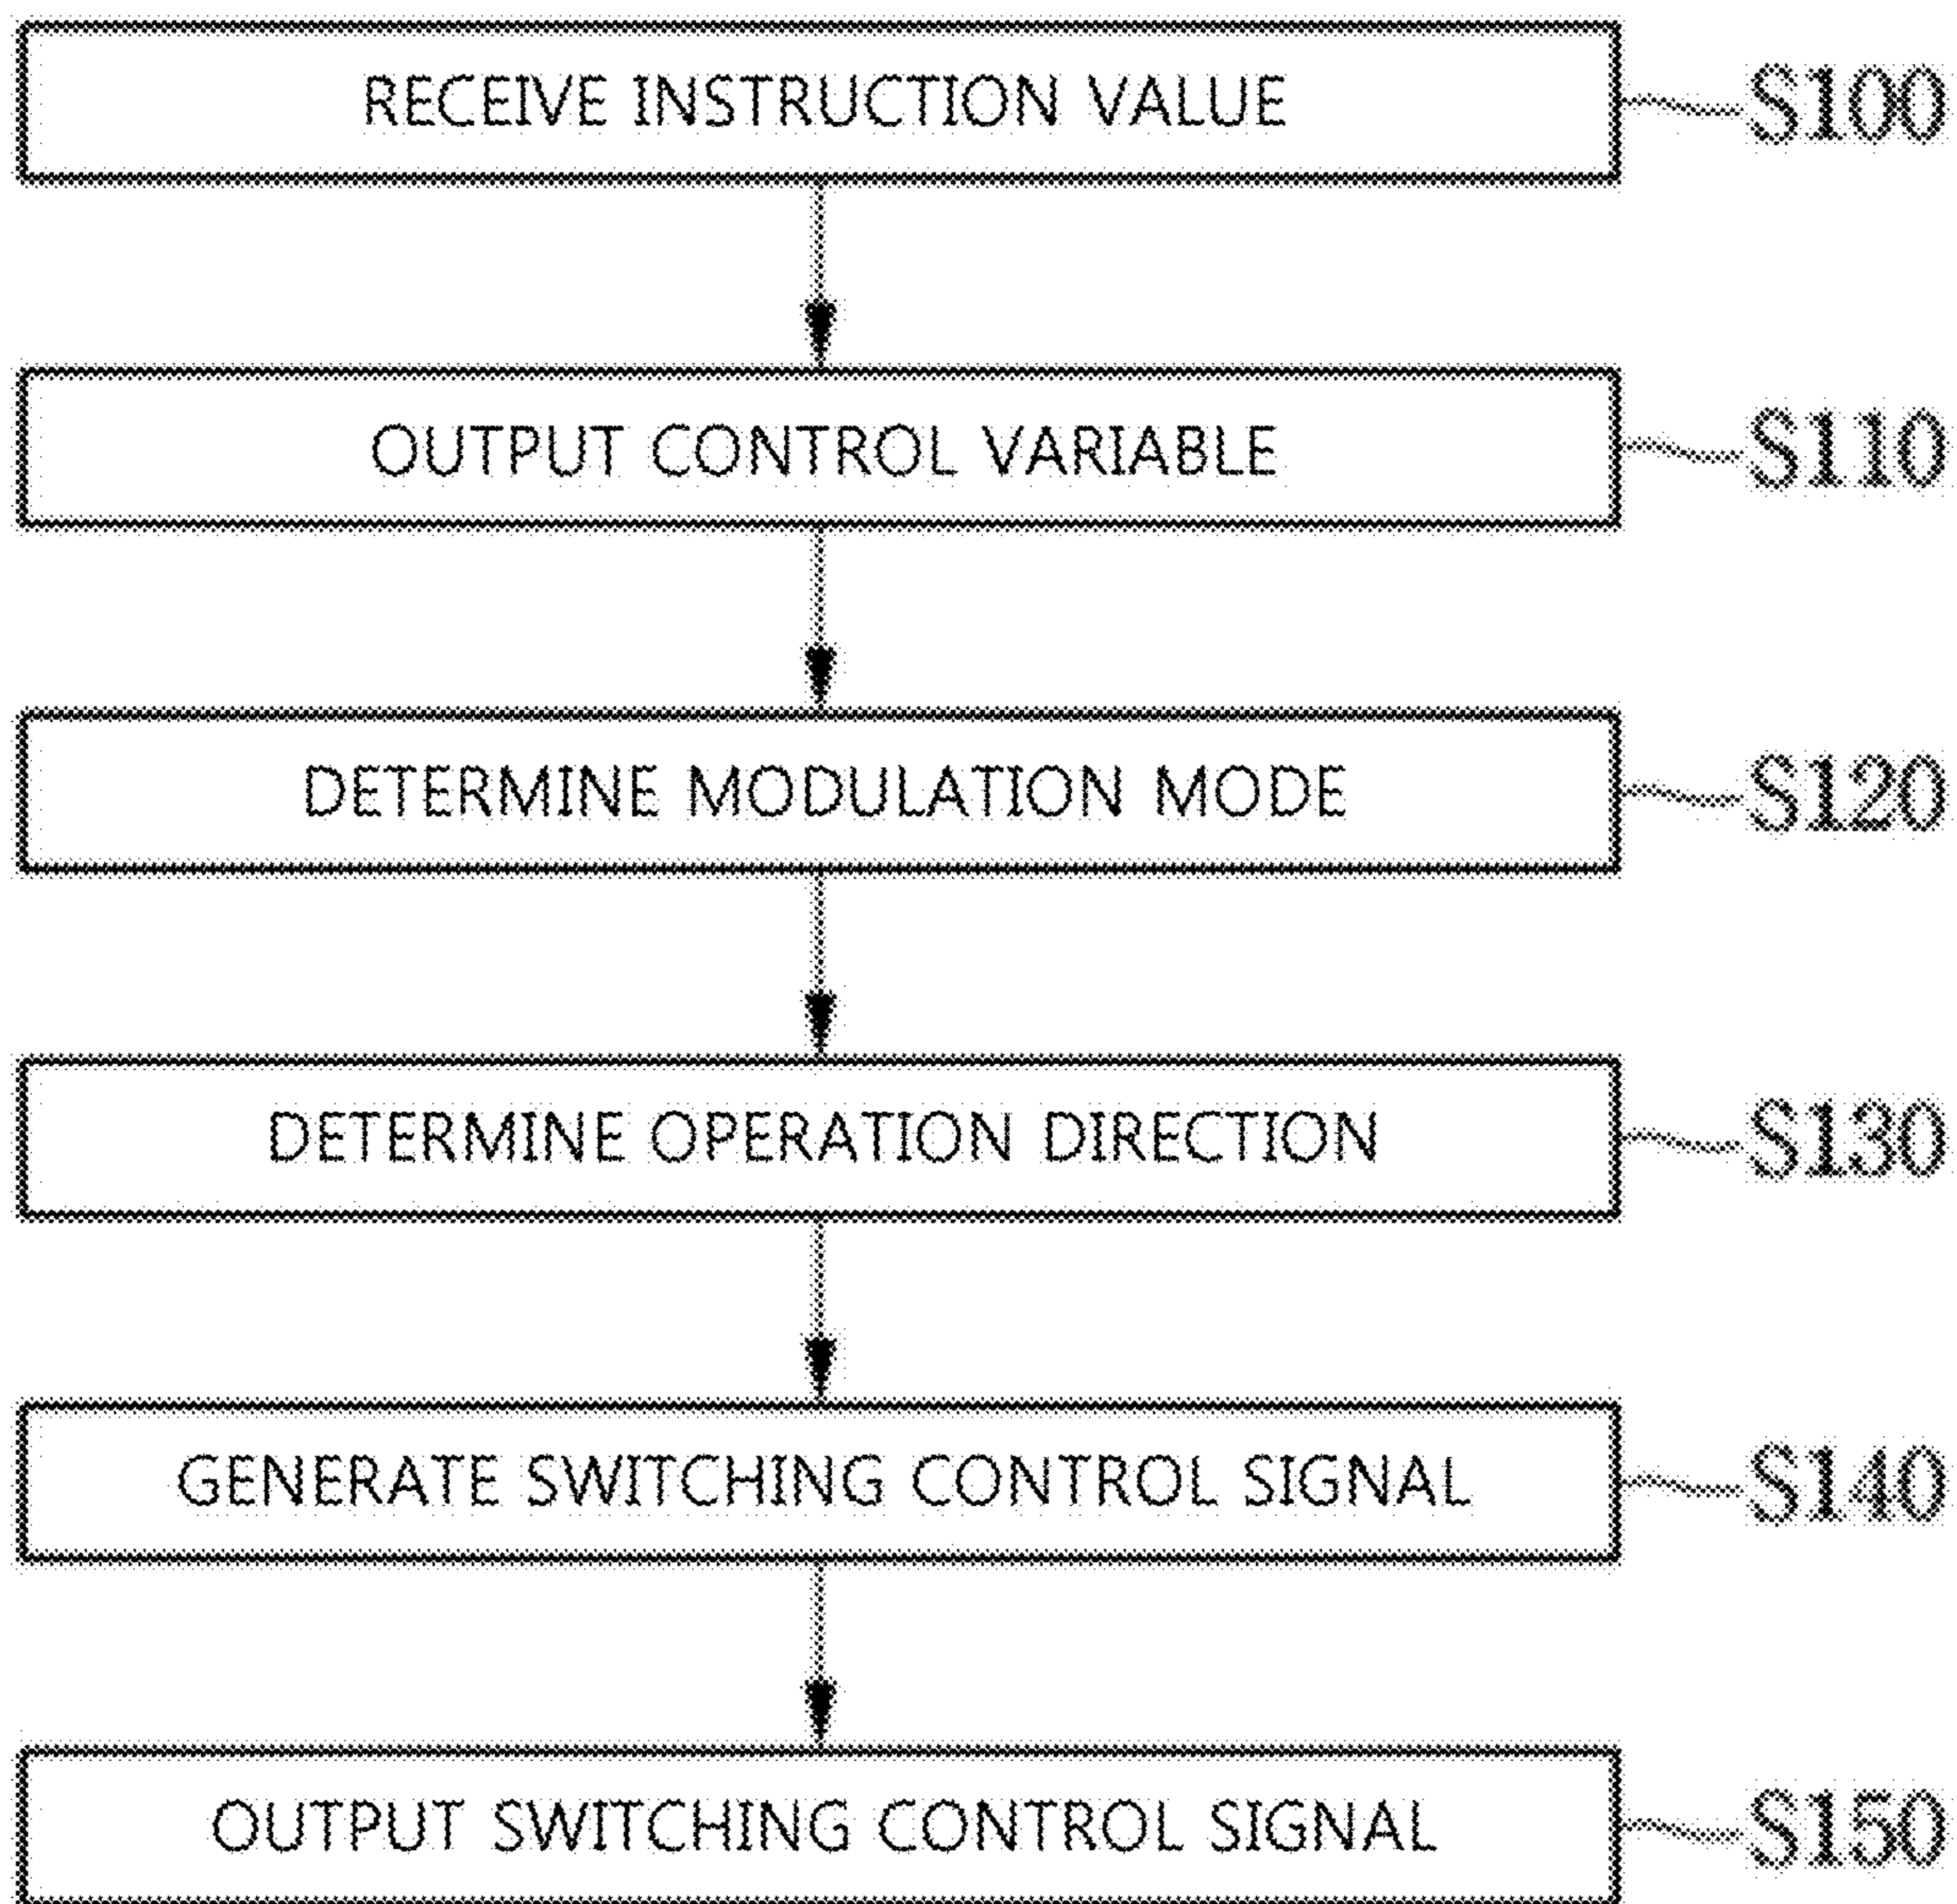 RECEIVE INSTRUCTION VALUE S100
OUTPUT CONTROL VARIABLE S110
DETERMINE MODULATION MODE S120
DETERMINE OPERATION DIRECTION S130
GENERATE SWITCHING CONTROL SIGNAL S140
OUTPUT SWITCHING CONTROL SIGNAL S150